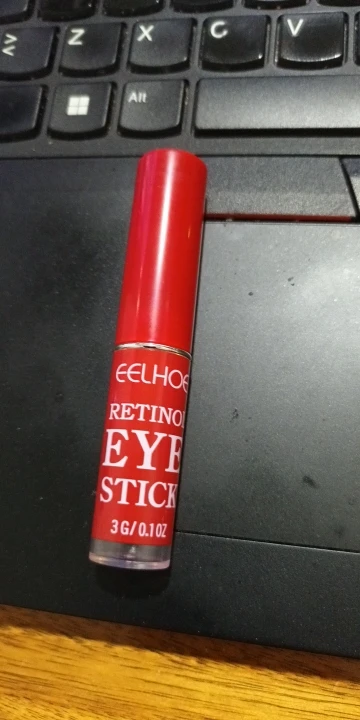 Z X C V
Alt
EELHOE
RETINOL
EYE
STICK
3G/0.1OZ